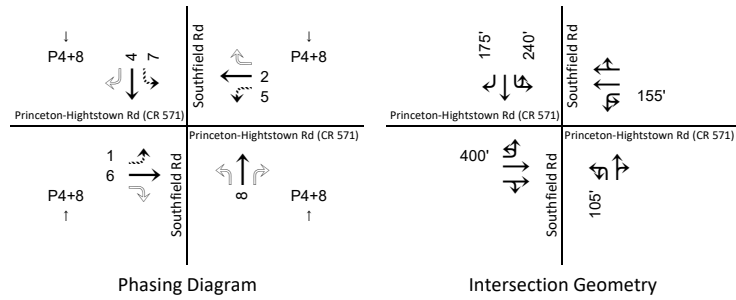 P4+8
4
7
Southfield Rd
2
5
P4+8
Princeton-Hightstown Rd (CR 571)
Princeton-Hightstown Rd (CR 571)
1
6
P4+8
Southfield Rd
8
P4+8
Phasing Diagram
175'
240'
Southfield Rd
155'
Princeton-Hightstown Rd (CR 571)
Princeton-Hightstown Rd (CR 571)
400'
Southfield Rd
105'
Intersection Geometry